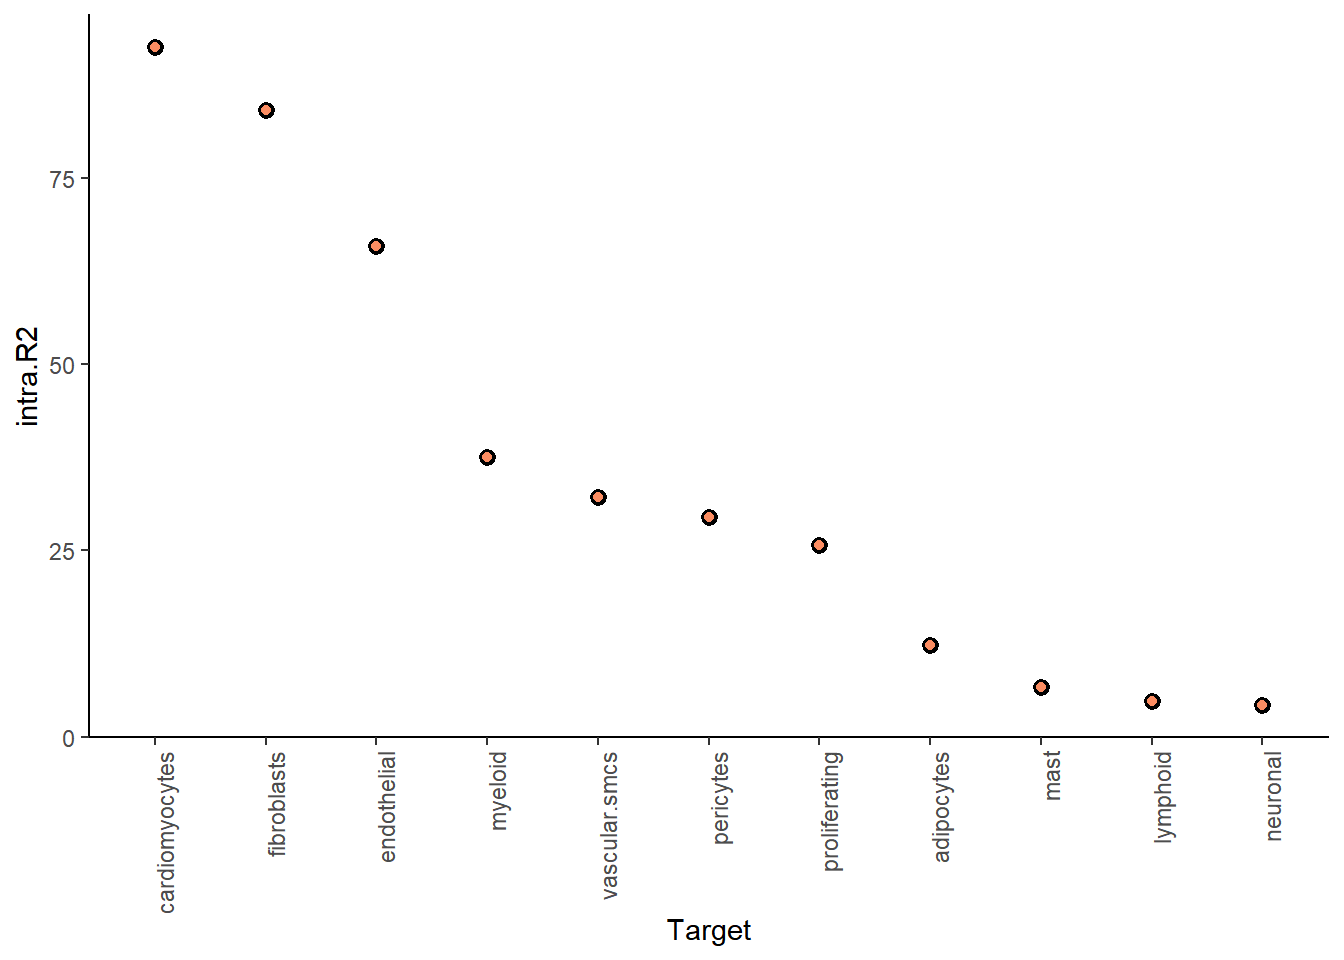 intra.R2
75
50
25
0
cardiomyocytes
fibroblasts
endothelial
myeloid
vascular.smcs
pericytes
proliferating
adipocytes
mast
lymphoid
neuronal
Target